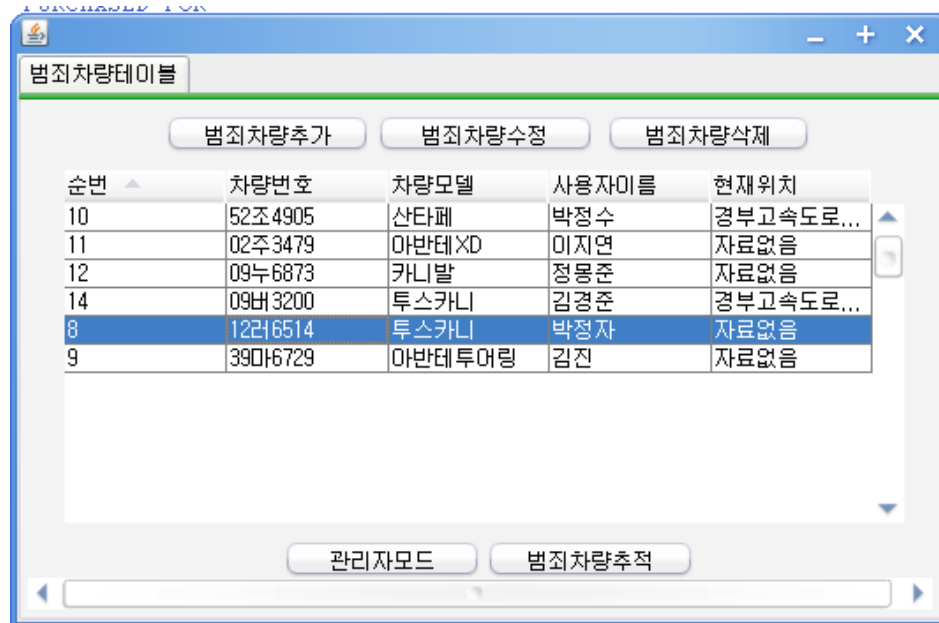 PURCHASED FOR
범죄차량테이블
범죄차량추가 범죄차량수정 범죄차량삭제
순번 차량번호 차량모델 사용자이름 현재위치
10 52조4905 산타페 박정수 경부고속도로,,,
11 02주3479 아반테XD 이지연 자료없음
12 09누6873 카니발 정몽준 자료없음
14 09버3200 투스카니 김경준 경부고속도로,,,
8 12러6514 투스카니 박정자 자료없음
9 39마6729 아반테투어링 김진 자료없음
관리자모드 범죄차량추적